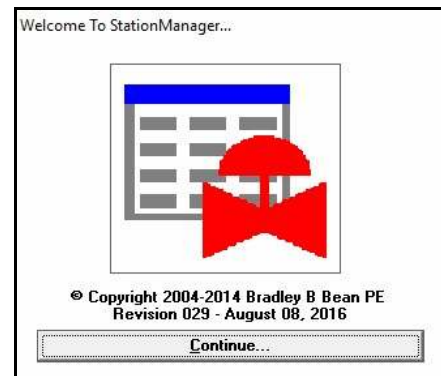 Welcome To StationManager...
© Copyright 2004-2014 Bradley B Bean PE
Revision 029 - August 08, 2016
Continue...